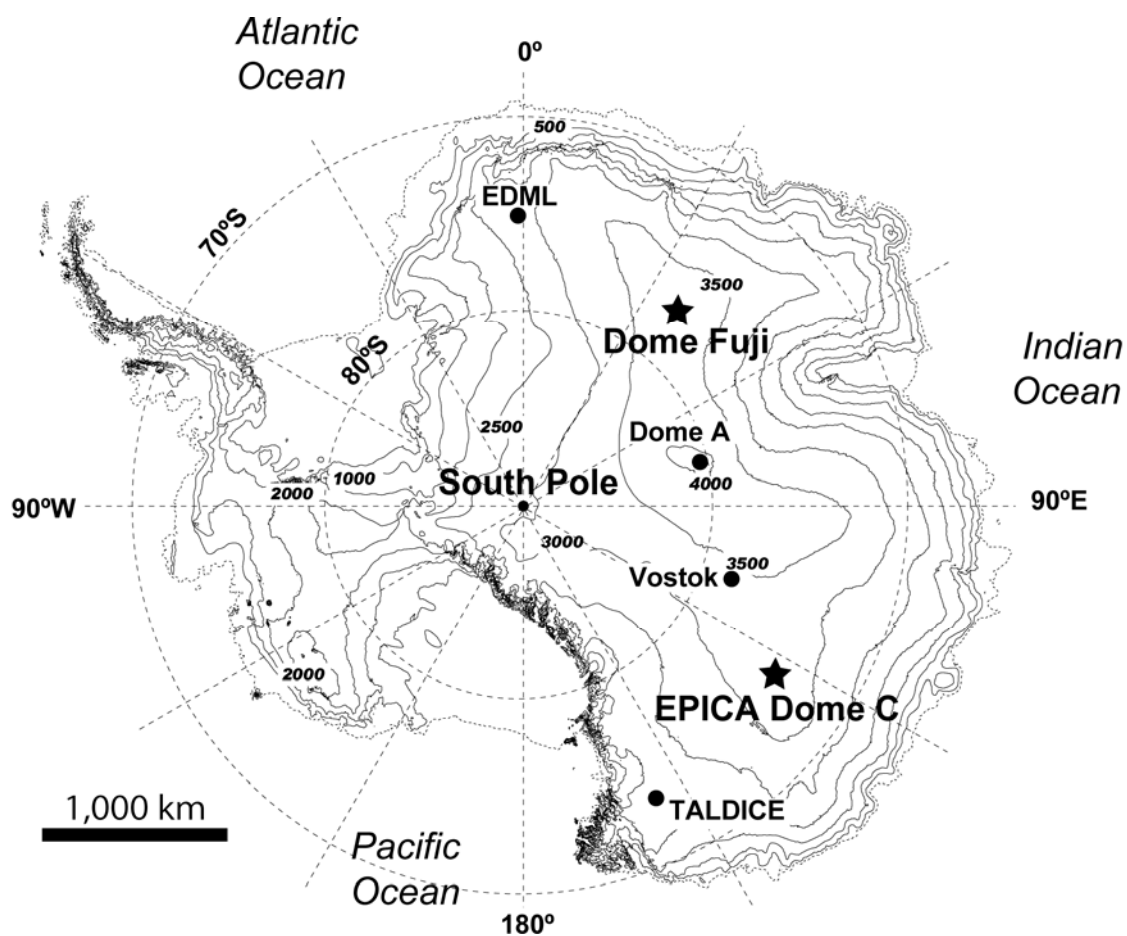 Atlantic
Ocean
0º
500
EDML
70ºS
3500
Dome Fuji
Indian
Ocean
80ºS
2500
Dome A
4000
South Pole
1000
2000
90ºW
90ºE
3000
Vostok
3500
2000
EPICA Dome C
1,000 km
TALDICE
Pacific
Ocean
180º